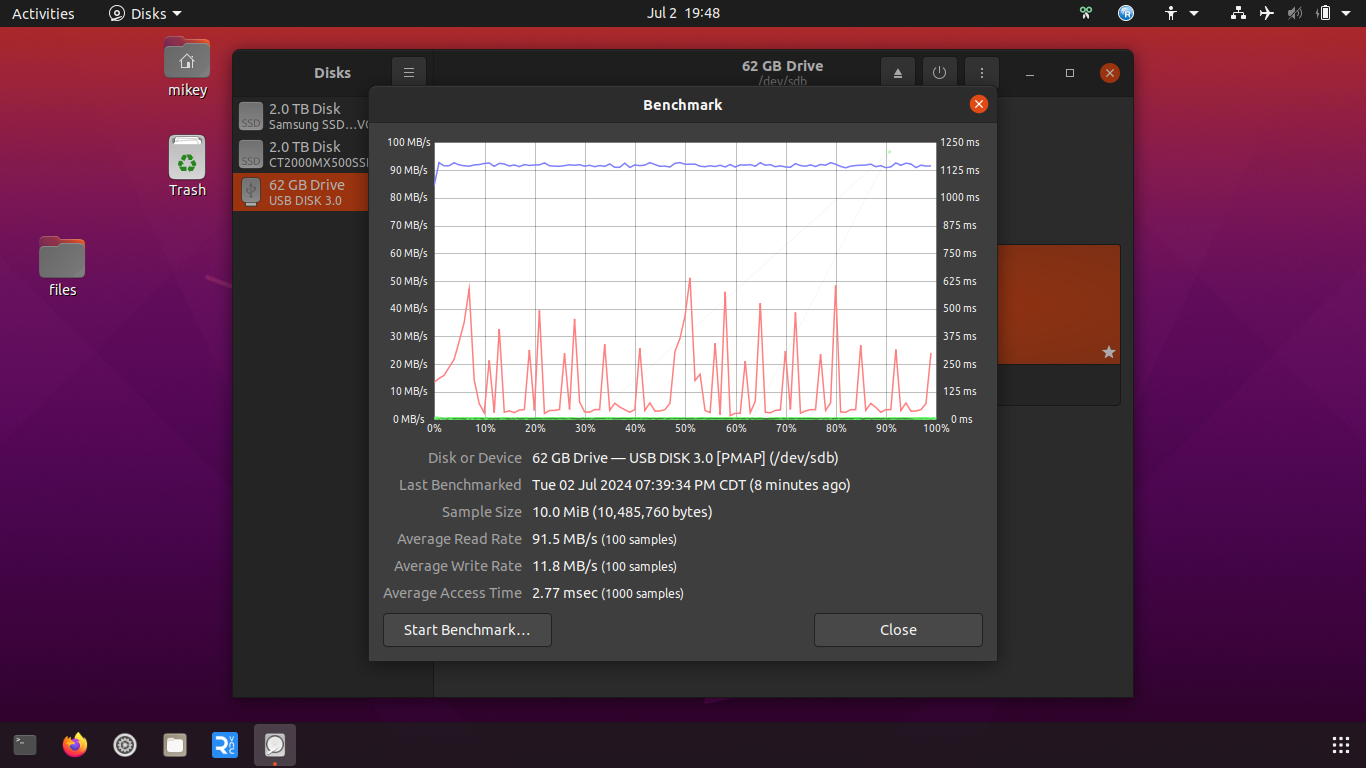 Activities Disks Jul 2 19:48
mikey
Trash
files
Disks
62 GB Drive
/dev/sdb
2.0 TB Disk
Samsung SSD…VO
2.0 TB Disk
CT2000MX500SSD
62 GB Drive
USB DISK 3.0
Benchmark
100 MB/s 1250 ms
90 MB/s 1125 ms
80 MB/s 1000 ms
70 MB/s 875 ms
60 MB/s 750 ms
50 MB/s 625 ms
40 MB/s 500 ms
30 MB/s 375 ms
20 MB/s 250 ms
10 MB/s 125 ms
0 MB/s 0 ms
0% 10% 20% 30% 40% 50% 60% 70% 80% 90% 100%
Disk or Device 62 GB Drive — USB DISK 3.0 [PMAP] (/dev/sdb)
Last Benchmarked Tue 02 Jul 2024 07:39:34 PM CDT (8 minutes ago)
Sample Size 10.0 MiB (10,485,760 bytes)
Average Read Rate 91.5 MB/s (100 samples)
Average Write Rate 11.8 MB/s (100 samples)
Average Access Time 2.77 msec (1000 samples)
Start Benchmark… Close